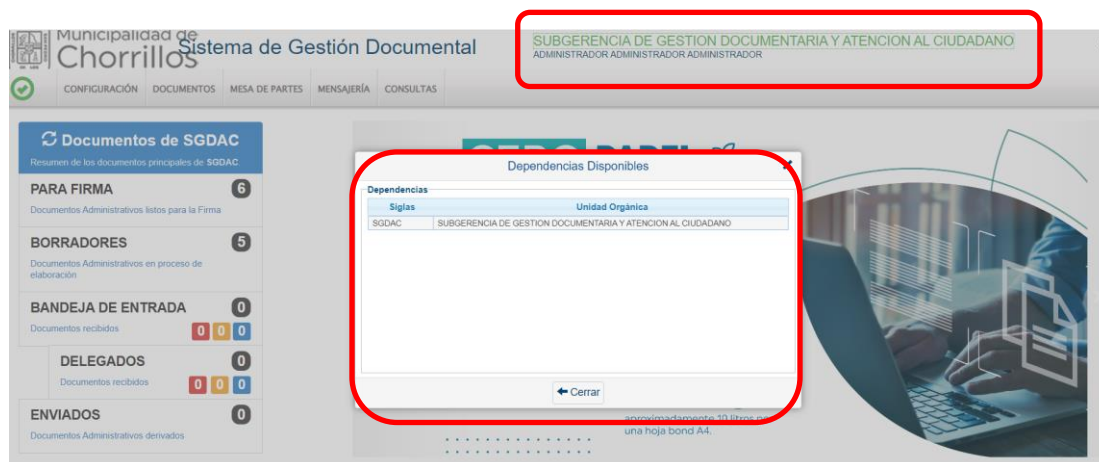 Municipalidad de
Chorrillos
Sistema de Gestión Documental
SUBGERENCIA DE GESTION DOCUMENTARIA Y ATENCION AL CIUDADANO
ADMINISTRADOR ADMINISTRADOR ADMINISTRADOR
CONFIGURACIÓN DOCUMENTOS MESA DE PARTES MENSAJERÍA CONSULTAS
Documentos de SGDAC
Resumen de los documentos principales de SGDAC.
PARA FIRMA 6
Documentos Administrativos listos para la Firma
BORRADORES 5
Documentos Administrativos en proceso de
elaboración
BANDEJA DE ENTRADA 0
Documentos recibidos 0 0 0
DELEGADOS 0
Documentos recibidos 0 0 0
ENVIADOS 0
Documentos Administrativos derivados
Dependencias Disponibles
Dependencias
Siglas Unidad Orgánica
SGDAC SUBGERENCIA DE GESTION DOCUMENTARIA Y ATENCION AL CIUDADANO
Cerrar
aproximadamente 10 litros
una hoja bond A4.